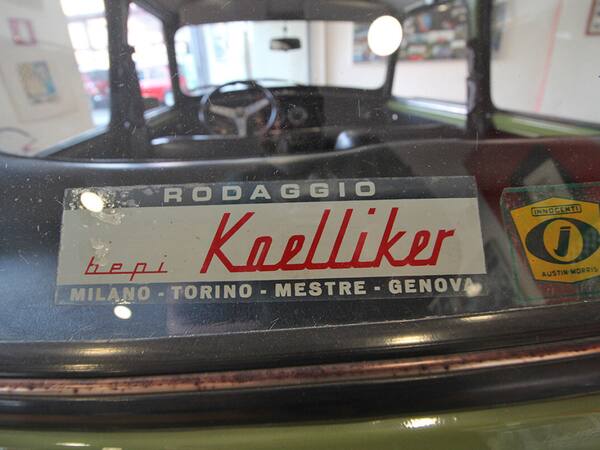 RODAGGIO
bepi Koelliker
MILANO - TORINO - MESTRE - GENOVA
INNOCENTI
j
AUSTIN-MORRIS